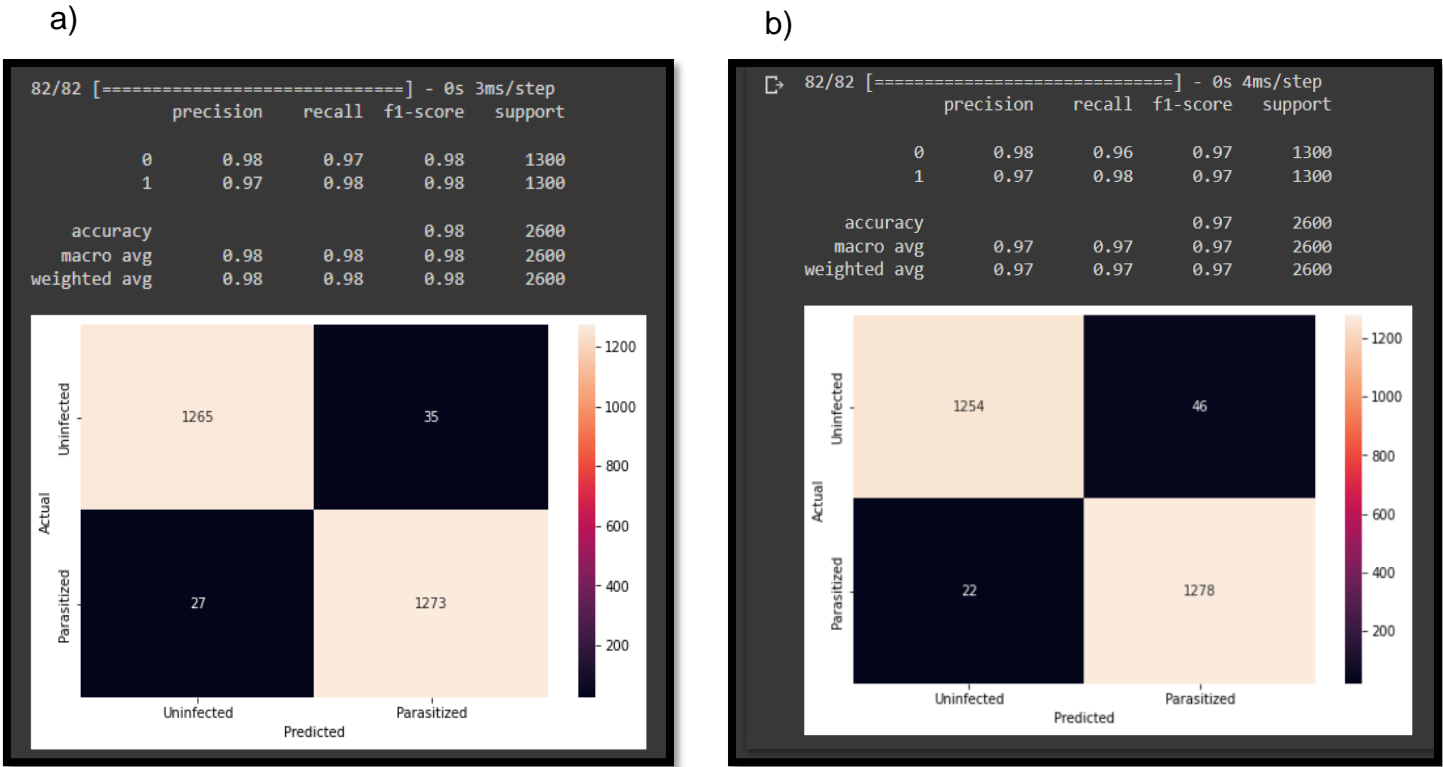 a)
82/82 [==============================] - 0s 3ms/step
precision recall f1-score support
0 0.98 0.97 0.98 1300
1 0.97 0.98 0.98 1300
accuracy 0.98 2600
macro avg 0.98 0.98 0.98 2600
weighted avg 0.98 0.98 0.98 2600
Uninfected
Parasitized
Actual
1265
35
27
1273
Uninfected
Parasitized
Predicted
1200
1000
800
600
400
200
b)
82/82 [==============================] - 0s 4ms/step
precision recall f1-score support
0 0.98 0.96 0.97 1300
1 0.97 0.98 0.97 1300
accuracy 0.97 2600
macro avg 0.97 0.97 0.97 2600
weighted avg 0.97 0.97 0.97 2600
Uninfected
Parasitized
Actual
1254
46
22
1278
Uninfected
Parasitized
Predicted
1200
1000
800
600
400
200